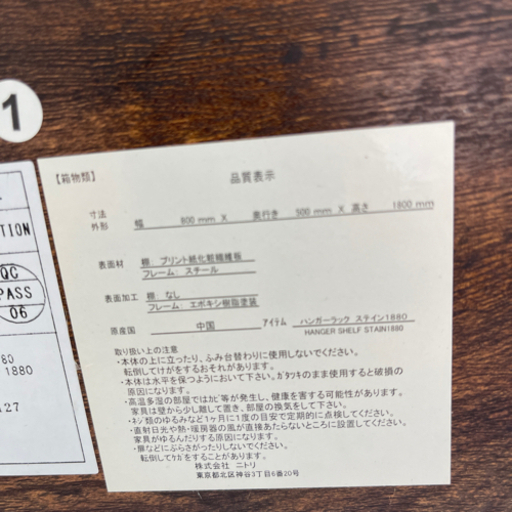 1
TION
QC
PASS
06
80
1880
127
【箱物類】
品質表示
寸法 外形 幅 800 mm X 奥行き 500 mm X 高さ 1800 mm
表面材 棚 プリント紙化粧繊維板
フレーム： スチール
表面加工 棚 なし
フレーム： エポキシ樹脂塗装
原産国 中国 アイテム ハンガーラック ステイン1880
HANGER SHELF STAIN1880
取り扱い上の注意
・本体の上に立ったり、ふみ台替わりに使用しないでください。
転倒してけがをするおそれがあります。
・本体は水平を保つようにおいて下さい。ガタツキのまま使用すると破損の
原因になります。
・高温多湿の部屋ではカビ等が発生し、健康を害する可能性があります。
家具は壁から少し離して置き、部屋の換気をして下さい。
・ネジ類のゆるみなど1ヶ月に1度の目安で定期的に点検してください。
・直射日光や熱・暖房器の風が直接あたらないところに設置してください。
家具がゆるんだりする原因になります。
・扉などにぶらさがったりしないでください。
転倒してケガをすることがあります。
株式会社 ニトリ
東京都北区神谷3丁目6番20号